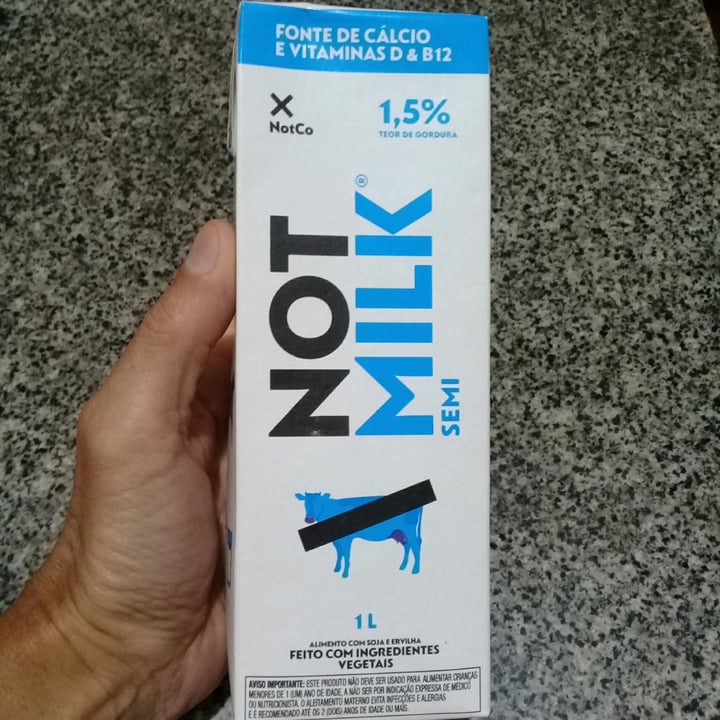 FONTE DE CÁLCIO
E VITAMINAS D & B12
NotCo
1,5%
TEOR DE GORDURA
NOT
MILK®
SEMI
1 L
ALIMENTO COM SOJA E ERVILHA
FEITO COM INGREDIENTES
VEGETAIS
AVISO IMPORTANTE: ESTE PRODUTO NÃO DEVE SER USADO PARA ALIMENTAR CRIANÇAS
MENORES DE 1 (UM) ANO DE IDADE, A NÃO SER POR INDICAÇÃO EXPRESSA DE MÉDICO
OU NUTRICIONISTA. O ALEITAMENTO MATERNO EVITA INFECÇÕES E ALERGIAS
E É RECOMENDADO ATÉ OS 2 (DOIS) ANOS DE IDADE OU MAIS.